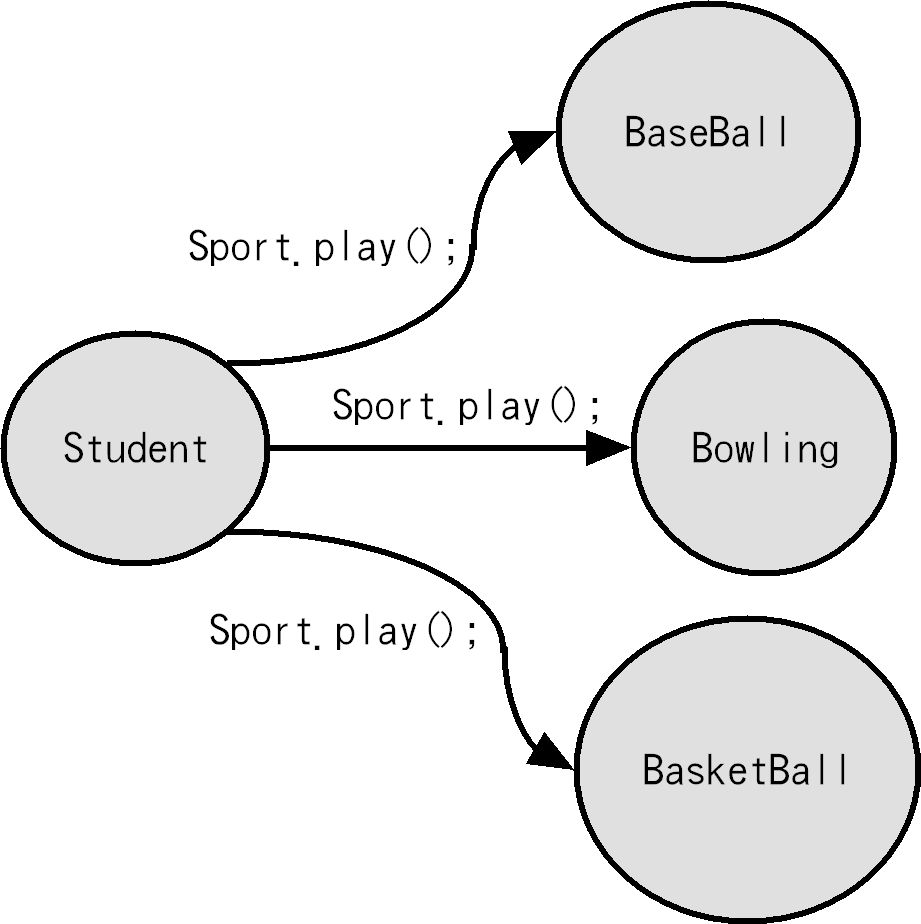 BaseBall
Sport.play();
Sport.play();
Student
Bowling
Sport.play();
BasketBall